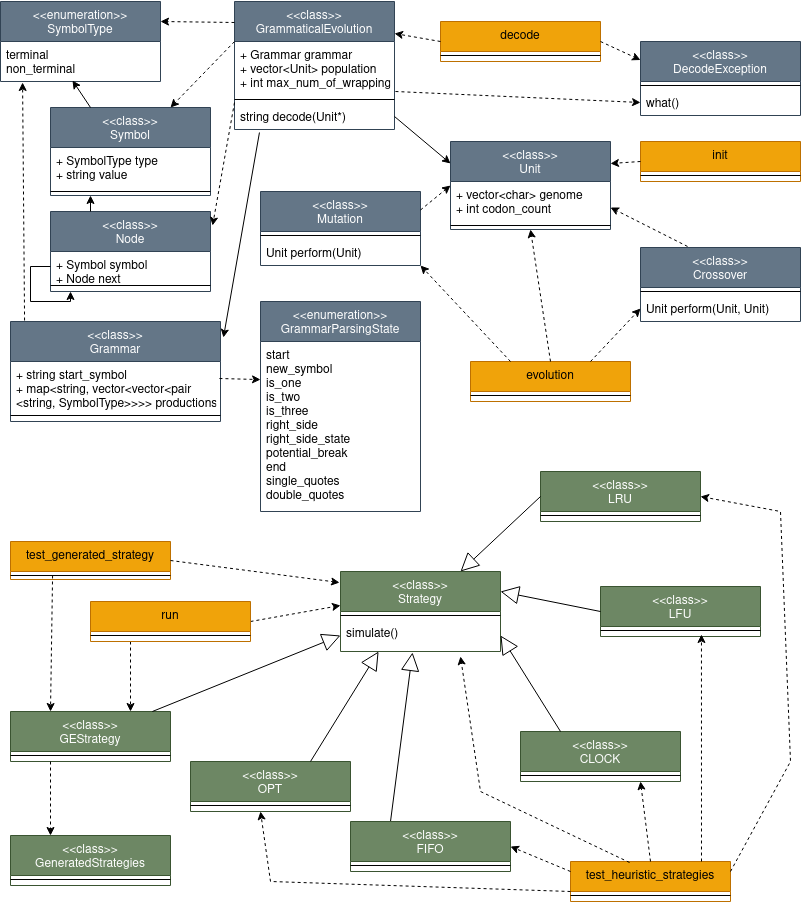 <<enumeration>>
SymbolType
terminal
non_terminal
<<class>>
GrammaticalEvolution
+ Grammar grammar
+ vector<Unit> population
+ int max_num_of_wrapping
string decode(Unit*)
decode
<<class>>
DecodeException
what()
<<class>>
Symbol
+ SymbolType type
+ string value
<<class>>
Unit
+ vector<char> genome
+ int codon_count
init
<<class>>
Mutation
Unit perform(Unit)
<<class>>
Node
+ Symbol symbol
+ Node next
<<class>>
Crossover
Unit perform(Unit, Unit)
<<class>>
Grammar
+ string start_symbol
+ map<string, vector<vector<pair
<string, SymbolType>>>> productions
<<enumeration>>
GrammarParsingState
start
new_symbol
is_one
is_two
is_three
right_side
right_side_state
potential_break
end
single_quotes
double_quotes
evolution
<<class>>
LRU
test_generated_strategy
<<class>>
Strategy
simulate()
run
<<class>>
LFU
<<class>>
GEStrategy
<<class>>
CLOCK
<<class>>
OPT
<<class>>
FIFO
<<class>>
GeneratedStrategies
test_heuristic_strategies